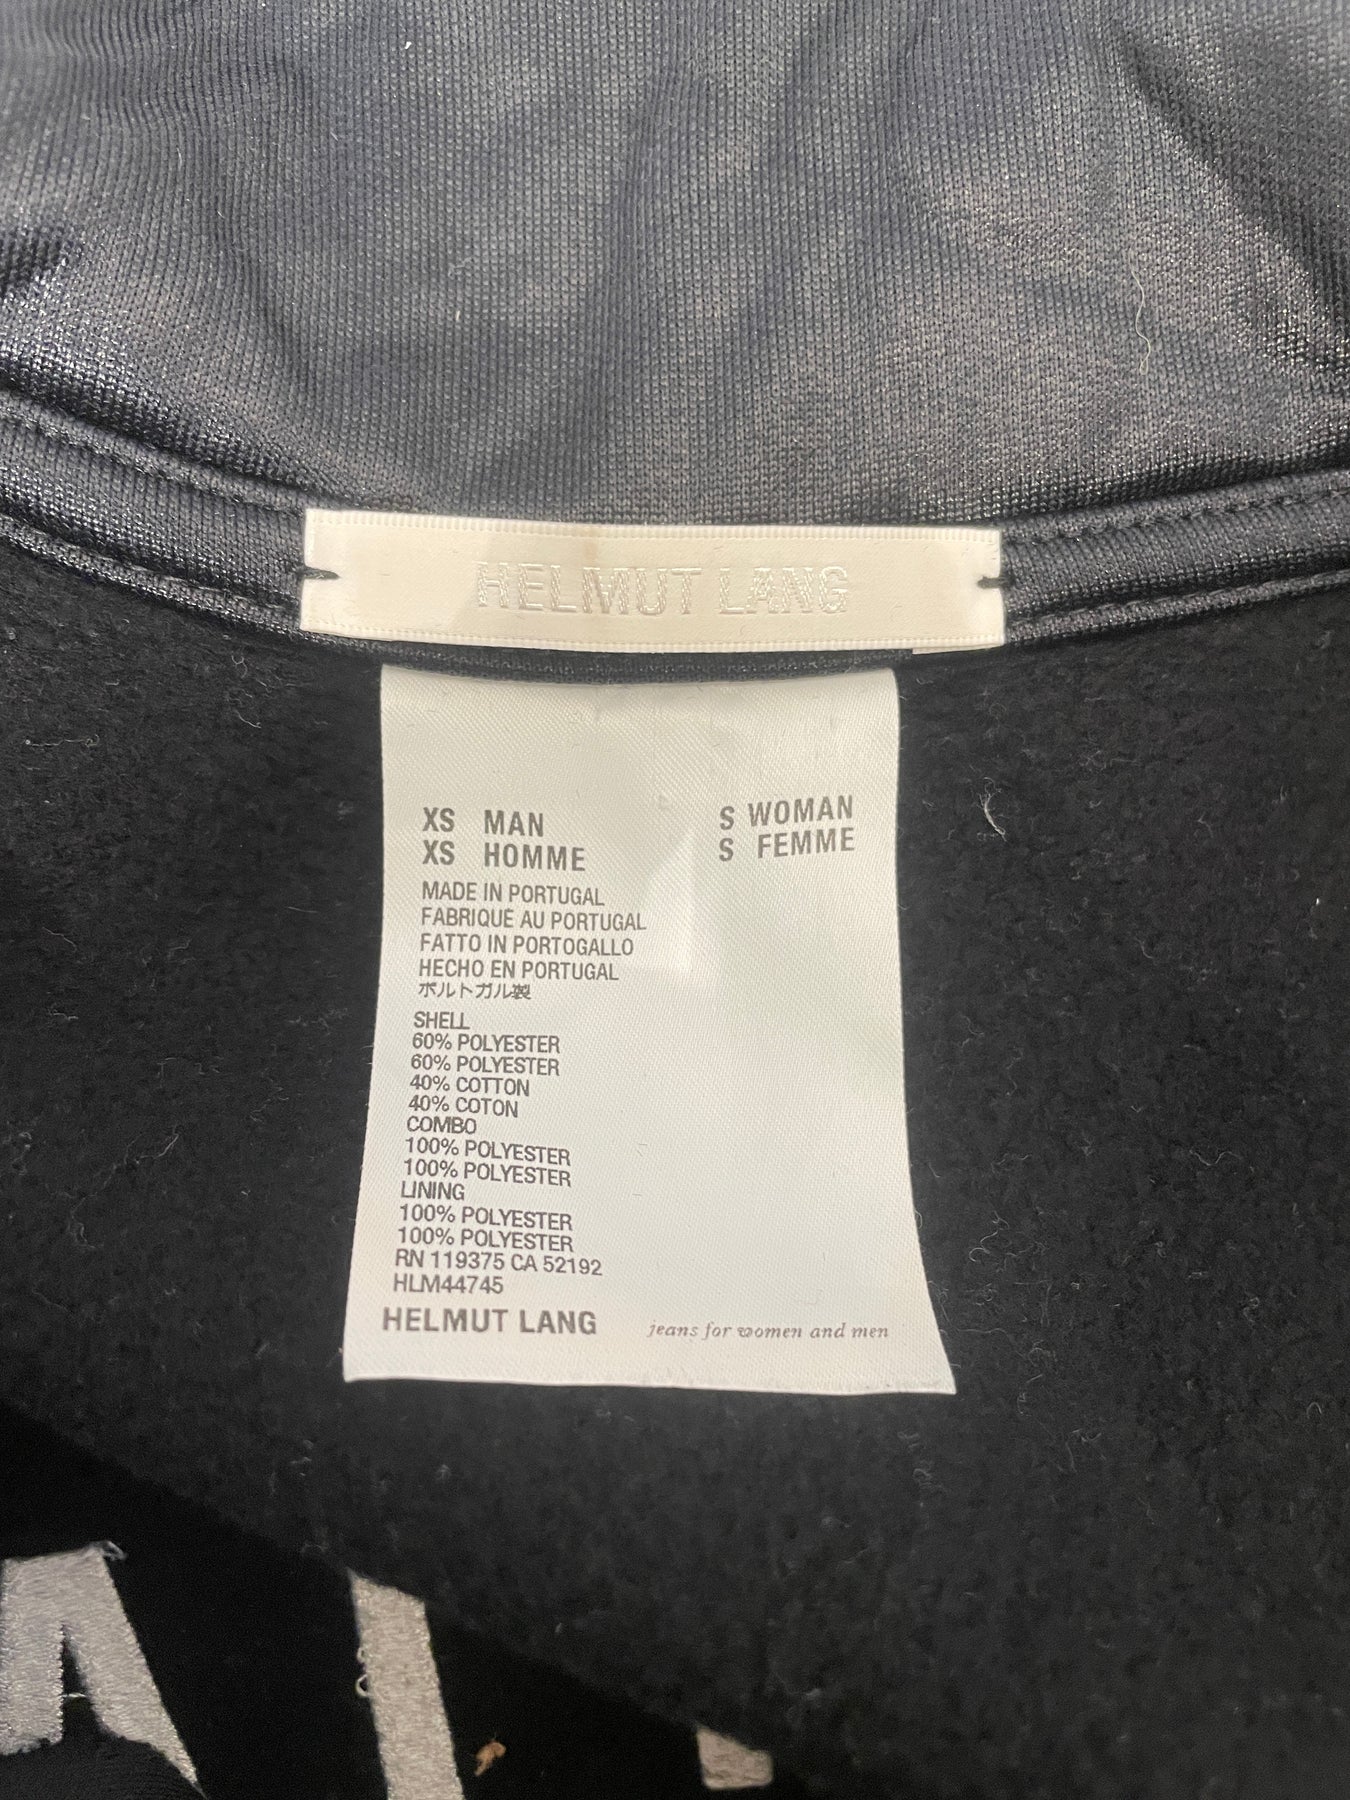 HELMUT LANG
XS MAN S WOMAN
XS HOMME S FEMME
MADE IN PORTUGAL
FABRIQUÉ AU PORTUGAL
FATTO IN PORTOGALLO
HECHO EN PORTUGAL
ポルトガル製
SHELL
60% POLYESTER
60% POLYESTER
40% COTTON
40% COTON
COMBO
100% POLYESTER
100% POLYESTER
LINING
100% POLYESTER
100% POLYESTER
RN 119375 CA 52192
HLM44745
HELMUT LANG jeans for women and men